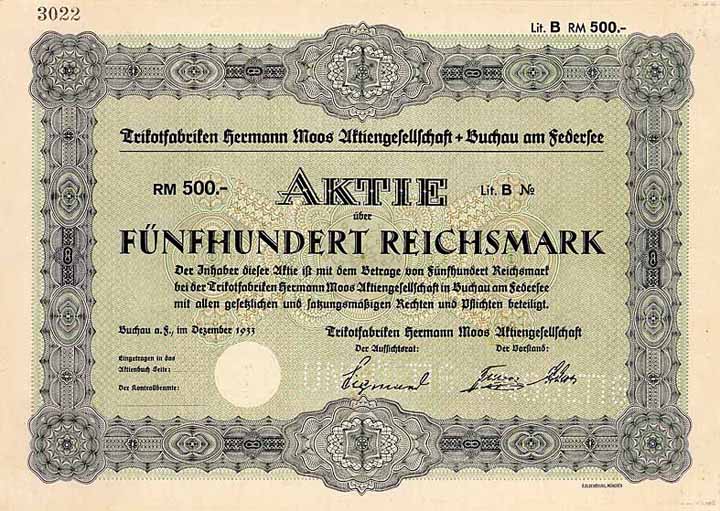 3022
Lit. B RM 500.-
Trikotfabriken Hermann Moos Aktiengesellschaft + Buchau am Federsee
RM 500.- AKTIE Lit. B №
über
FÜNFHUNDERT REICHSMARK
Der Inhaber dieser Aktie ist mit dem Betrage von Fünfhundert Reichsmark
bei der Trikotfabriken Hermann Moos Aktiengesellschaft in Buchau am Federsee
mit allen gesetzlichen und satzungsmäßigen Rechten und Pflichten beteiligt.
Buchau a. F., im Dezember 1933 Trikotfabriken Hermann Moos Aktiengesellschaft
Der Aufsichtsrat: Der Vorstand:
Eingetragen in das
Aktienbuch Seite:
Der Kontrollbeamte:
Sigmund